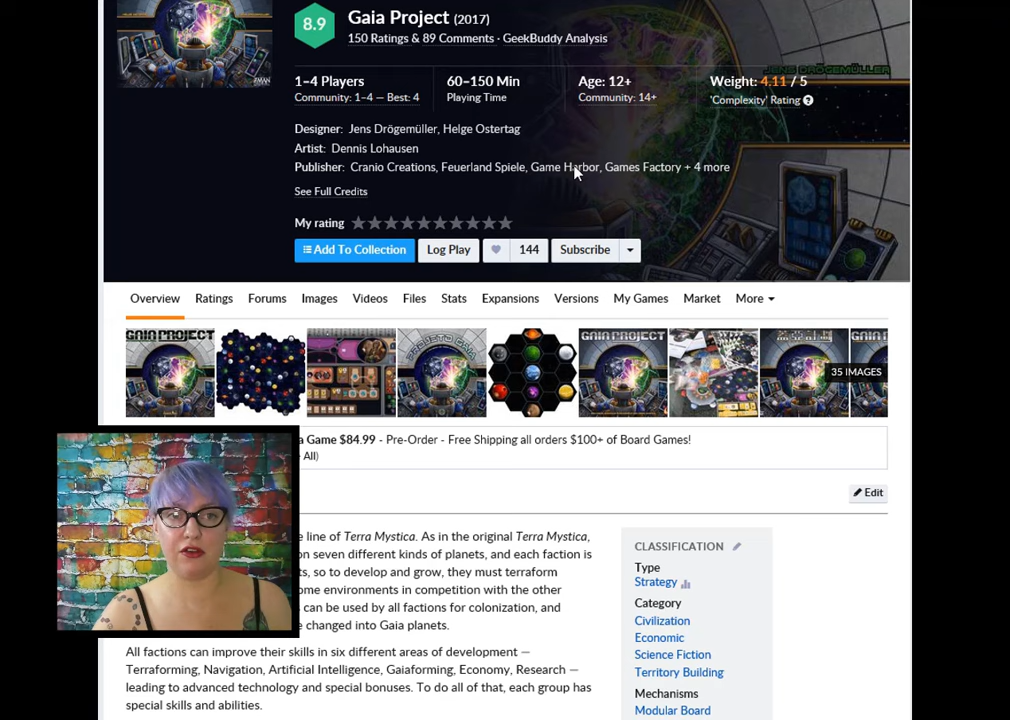 8.9
Gaia Project (2017)
150 Ratings & 89 Comments · GeekBuddy Analysis
JENS DRÖGEMÜLLER
1–4 Players
60–150 Min
Age: 12+
Weight: 4.11 / 5
Community: 1–4 — Best: 4
Playing Time
Community: 14+
'Complexity' Rating ?
Designer: Jens Drögemüller, Helge Ostertag
Artist: Dennis Lohausen
Publisher: Cranio Creations, Feuerland Spiele, Game Harbor, Games Factory + 4 more
See Full Credits
My rating
Add To Collection
Log Play
144
Subscribe
Overview
Ratings
Forums
Images
Videos
Files
Stats
Expansions
Versions
My Games
Market
More
GAIA PROJECT
GAIA PROJECT
35 IMAGES
a Game $84.99 - Pre-Order - Free Shipping all orders $100+ of Board Games!
All)
Edit
e line of Terra Mystica. As in the original Terra Mystica,
on seven different kinds of planets, and each faction is
ts, so to develop and grow, they must terraform
ome environments in competition with the other
can be used by all factions for colonization, and
e changed into Gaia planets.
All factions can improve their skills in six different areas of development —
Terraforming, Navigation, Artificial Intelligence, Gaiaforming, Economy, Research —
leading to advanced technology and special bonuses. To do all of that, each group has
special skills and abilities.
CLASSIFICATION
Type
Strategy
Category
Civilization
Economic
Science Fiction
Territory Building
Mechanisms
Modular Board